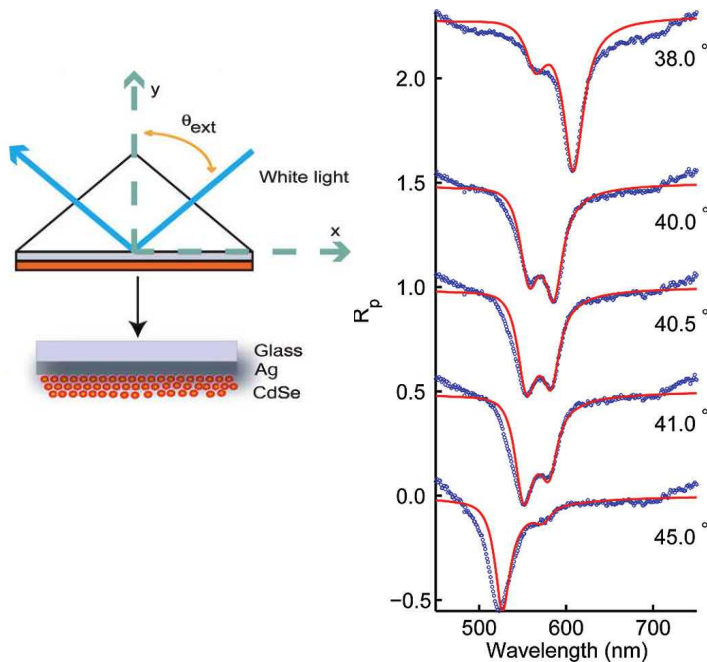 y
θext
White light
x
Glass
Ag
CdSe
Rp
2.0
1.5
1.0
0.5
0.0
−0.5
38.0 °
40.0 °
40.5 °
41.0 °
45.0 °
500 600 700
Wavelength (nm)